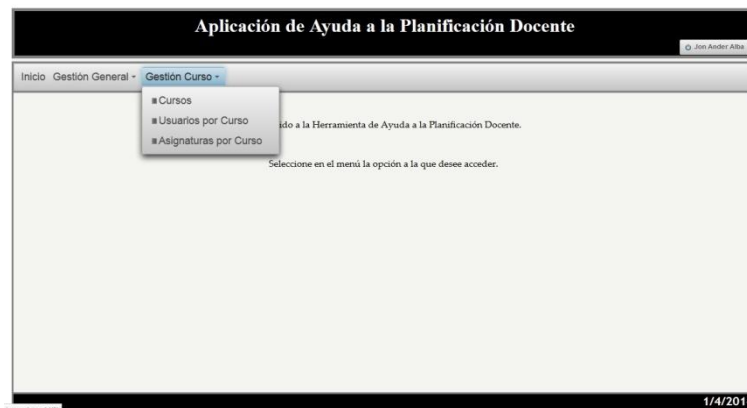 Aplicación de Ayuda a la Planificación Docente
Jon Ander Alba
Inicio Gestión General Gestión Curso
Cursos
Usuarios por Curso
Asignaturas por Curso
ido a la Herramienta de Ayuda a la Planificación Docente.
Seleccione en el menú la opción a la que desee acceder.
1/4/201